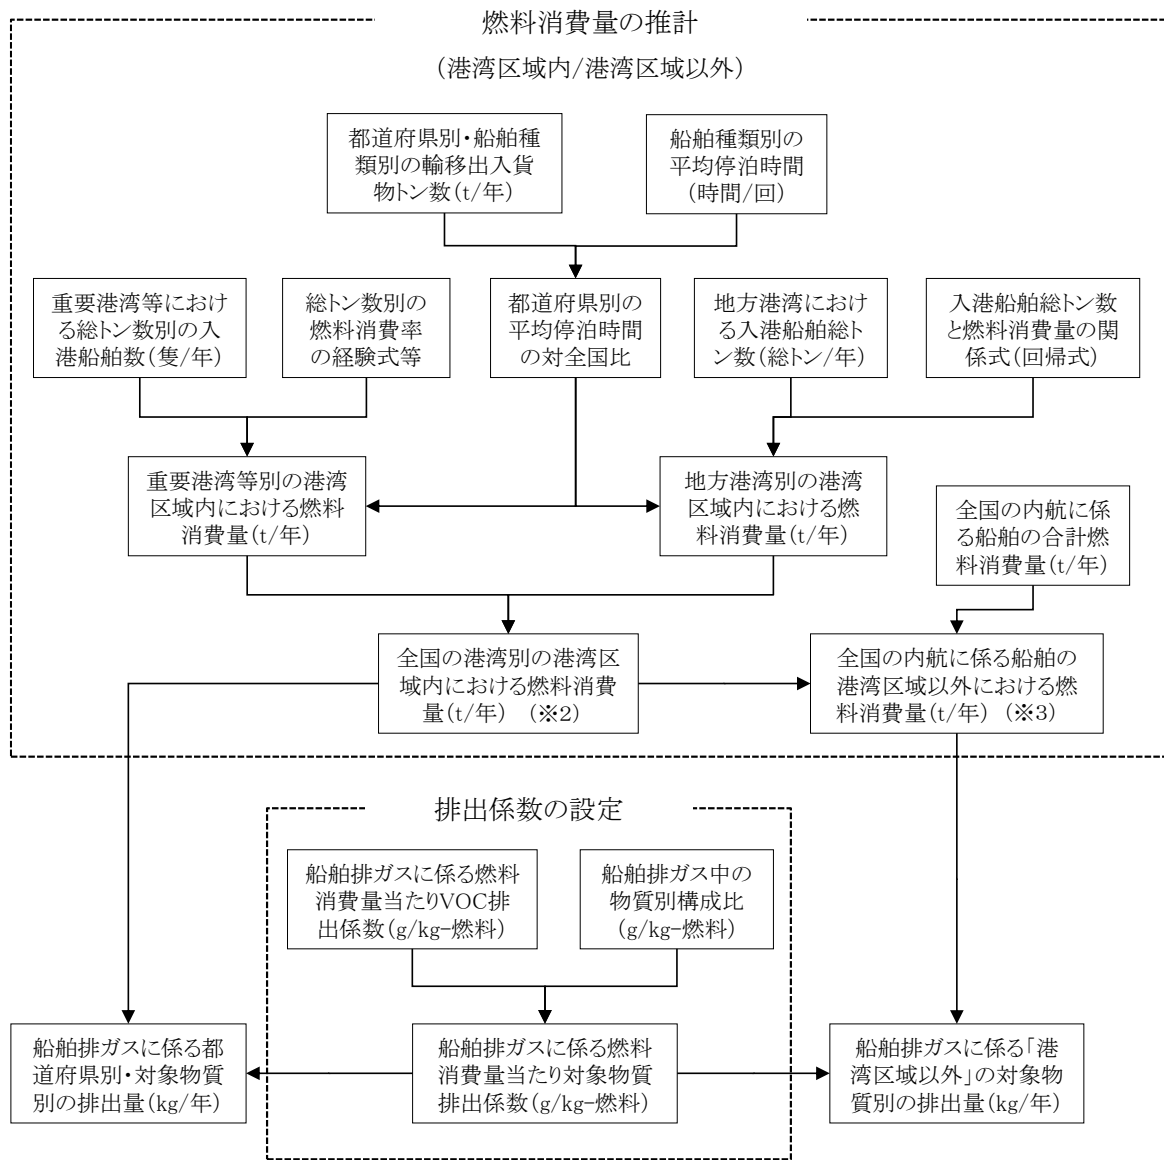 燃料消費量の推計
(港湾区域内/港湾区域以外)
都道府県別・船舶種
類別の輸移出入貨
物トン数(t/年)
船舶種類別の
平均停泊時間
(時間/回)
重要港湾等におけ
る総トン数別の入
港船舶数(隻/年)
総トン数別の
燃料消費率
の経験式等
都道府県別の
平均停泊時間
の対全国比
地方港湾におけ
る入港船舶総ト
ン数(総トン/年)
入港船舶総トン数
と燃料消費量の関
係式(回帰式)
重要港湾等別の港湾
区域内における燃料
消費量(t/年)
地方港湾別の港湾
区域内における燃
料消費量(t/年)
全国の内航に係
る船舶の合計燃
料消費量(t/年)
全国の港湾別の港湾区
域内における燃料消費
量(t/年) (※2)
全国の内航に係る船舶の
港湾区域以外における燃
料消費量(t/年) (※3)
排出係数の設定
船舶排ガスに係る燃料
消費量当たりVOC排
出係数(g/kg-燃料)
船舶排ガス中の
物質別構成比
(g/kg-燃料)
船舶排ガスに係る都
道府県別・対象物質
別の排出量(kg/年)
船舶排ガスに係る燃料
消費量当たり対象物質
排出係数(g/kg-燃料)
船舶排ガスに係る「港
湾区域以外」の対象物
質別の排出量(kg/年)